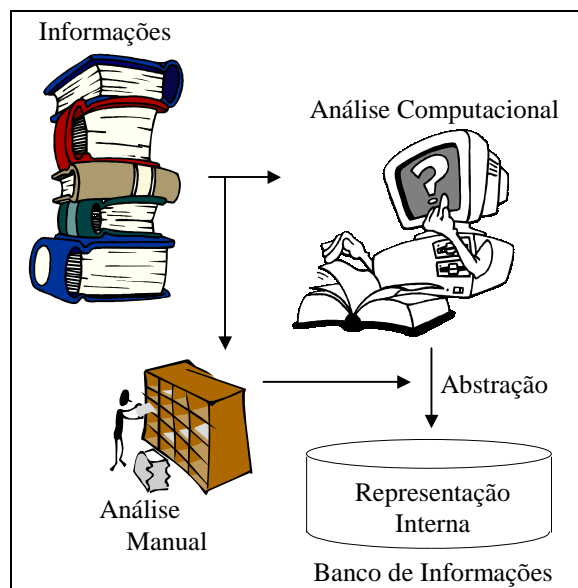 Informações
Análise Computacional
?
Abstração
Análise
Manual
Representação
Interna
Banco de Informações